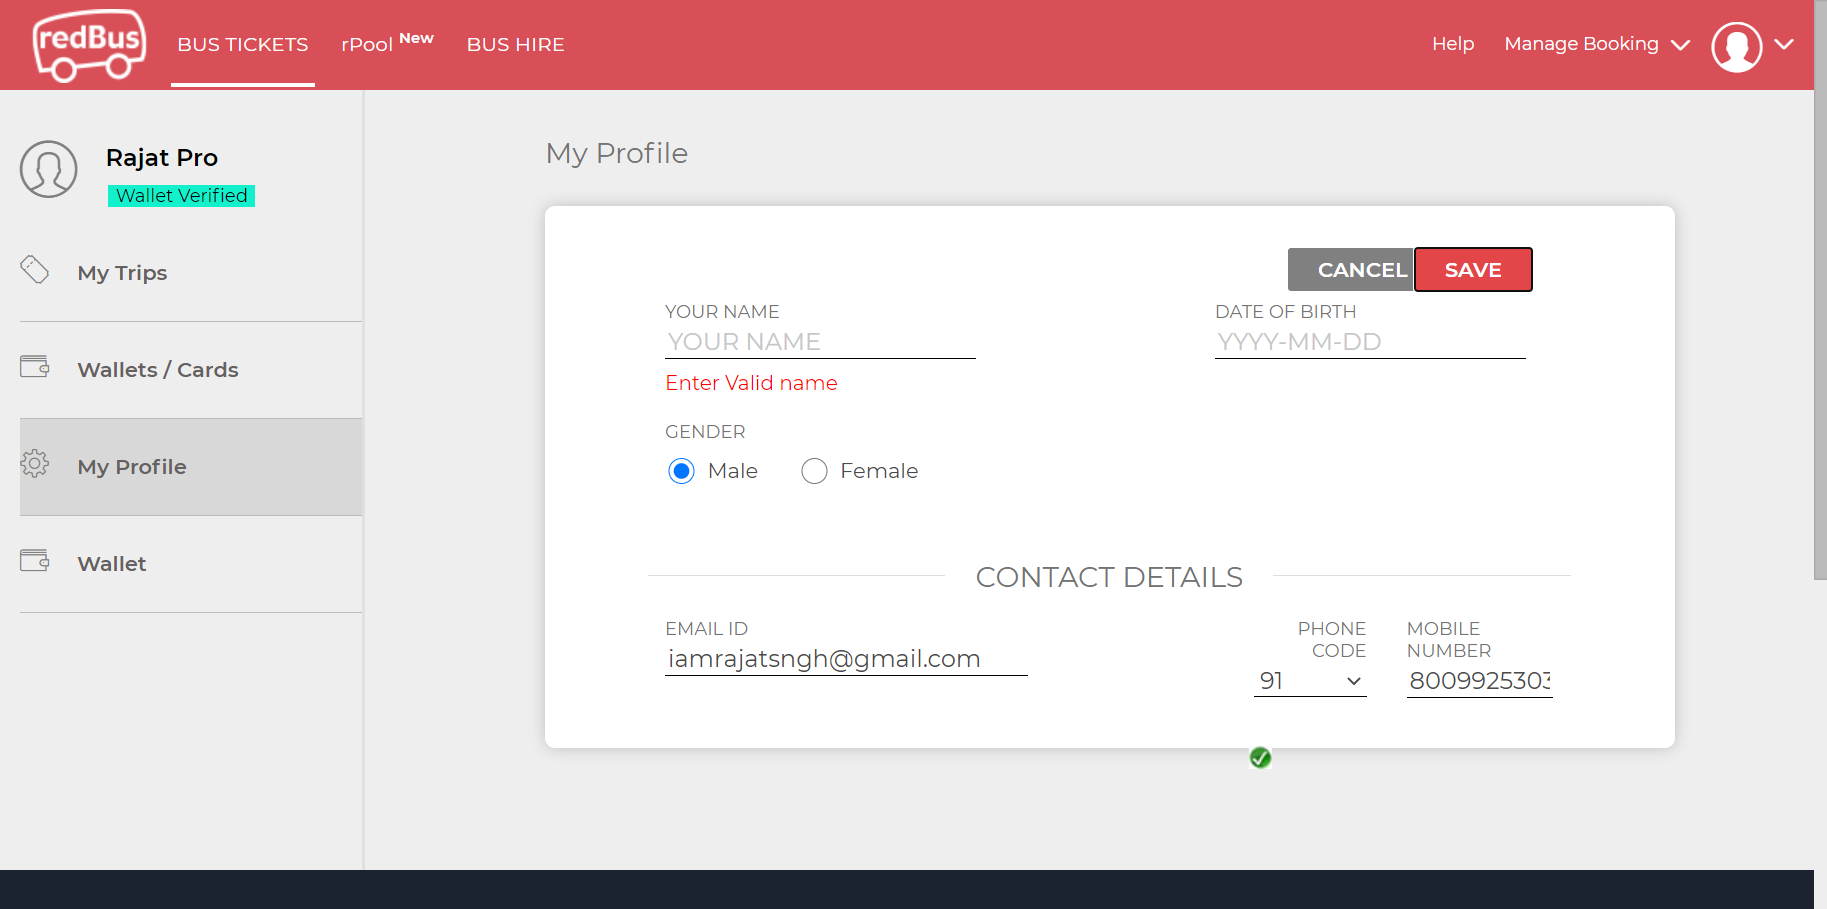 redBus
BUS TICKETS
rPool New
BUS HIRE
Help
Manage Booking
Rajat Pro
Wallet Verified
My Trips
Wallets / Cards
My Profile
Wallet
My Profile
CANCEL
SAVE
YOUR NAME
YOUR NAME
Enter Valid name
DATE OF BIRTH
YYYY-MM-DD
GENDER
Male
Female
CONTACT DETAILS
EMAIL ID
iamrajatsngh@gmail.com
PHONE
CODE
91
MOBILE
NUMBER
8009925303